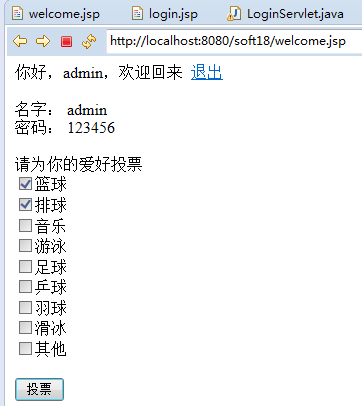 welcome.jsp login.jsp LoginServlet.java
http://localhost:8080/soft18/welcome.jsp
你好，admin，欢迎回来 退出
名字： admin
密码： 123456
请为你的爱好投票
篮球
排球
音乐
游泳
足球
乒球
羽球
滑冰
其他
投票